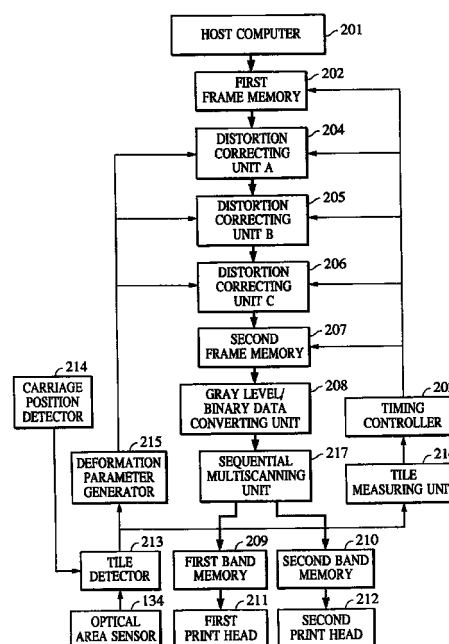 HOST COMPUTER
201
FIRST
FRAME MEMORY
202
DISTORTION
CORRECTING
UNIT A
204
DISTORTION
CORRECTING
UNIT B
205
DISTORTION
CORRECTING
UNIT C
206
SECOND
FRAME MEMORY
207
214
CARRIAGE
POSITION
DETECTOR
GRAY LEVEL/
BINARY DATA
CONVERTING UNIT
208
TIMING
CONTROLLER
215
DEFORMATION
PARAMETER
GENERATOR
SEQUENTIAL
MULTISCANNING
UNIT
217
TILE
MEASURING UNIT
213
TILE
DETECTOR
209
FIRST BAND
MEMORY
210
SECOND BAND
MEMORY
134
OPTICAL
AREA SENSOR
211
FIRST
PRINT HEAD
212
SECOND
PRINT HEAD